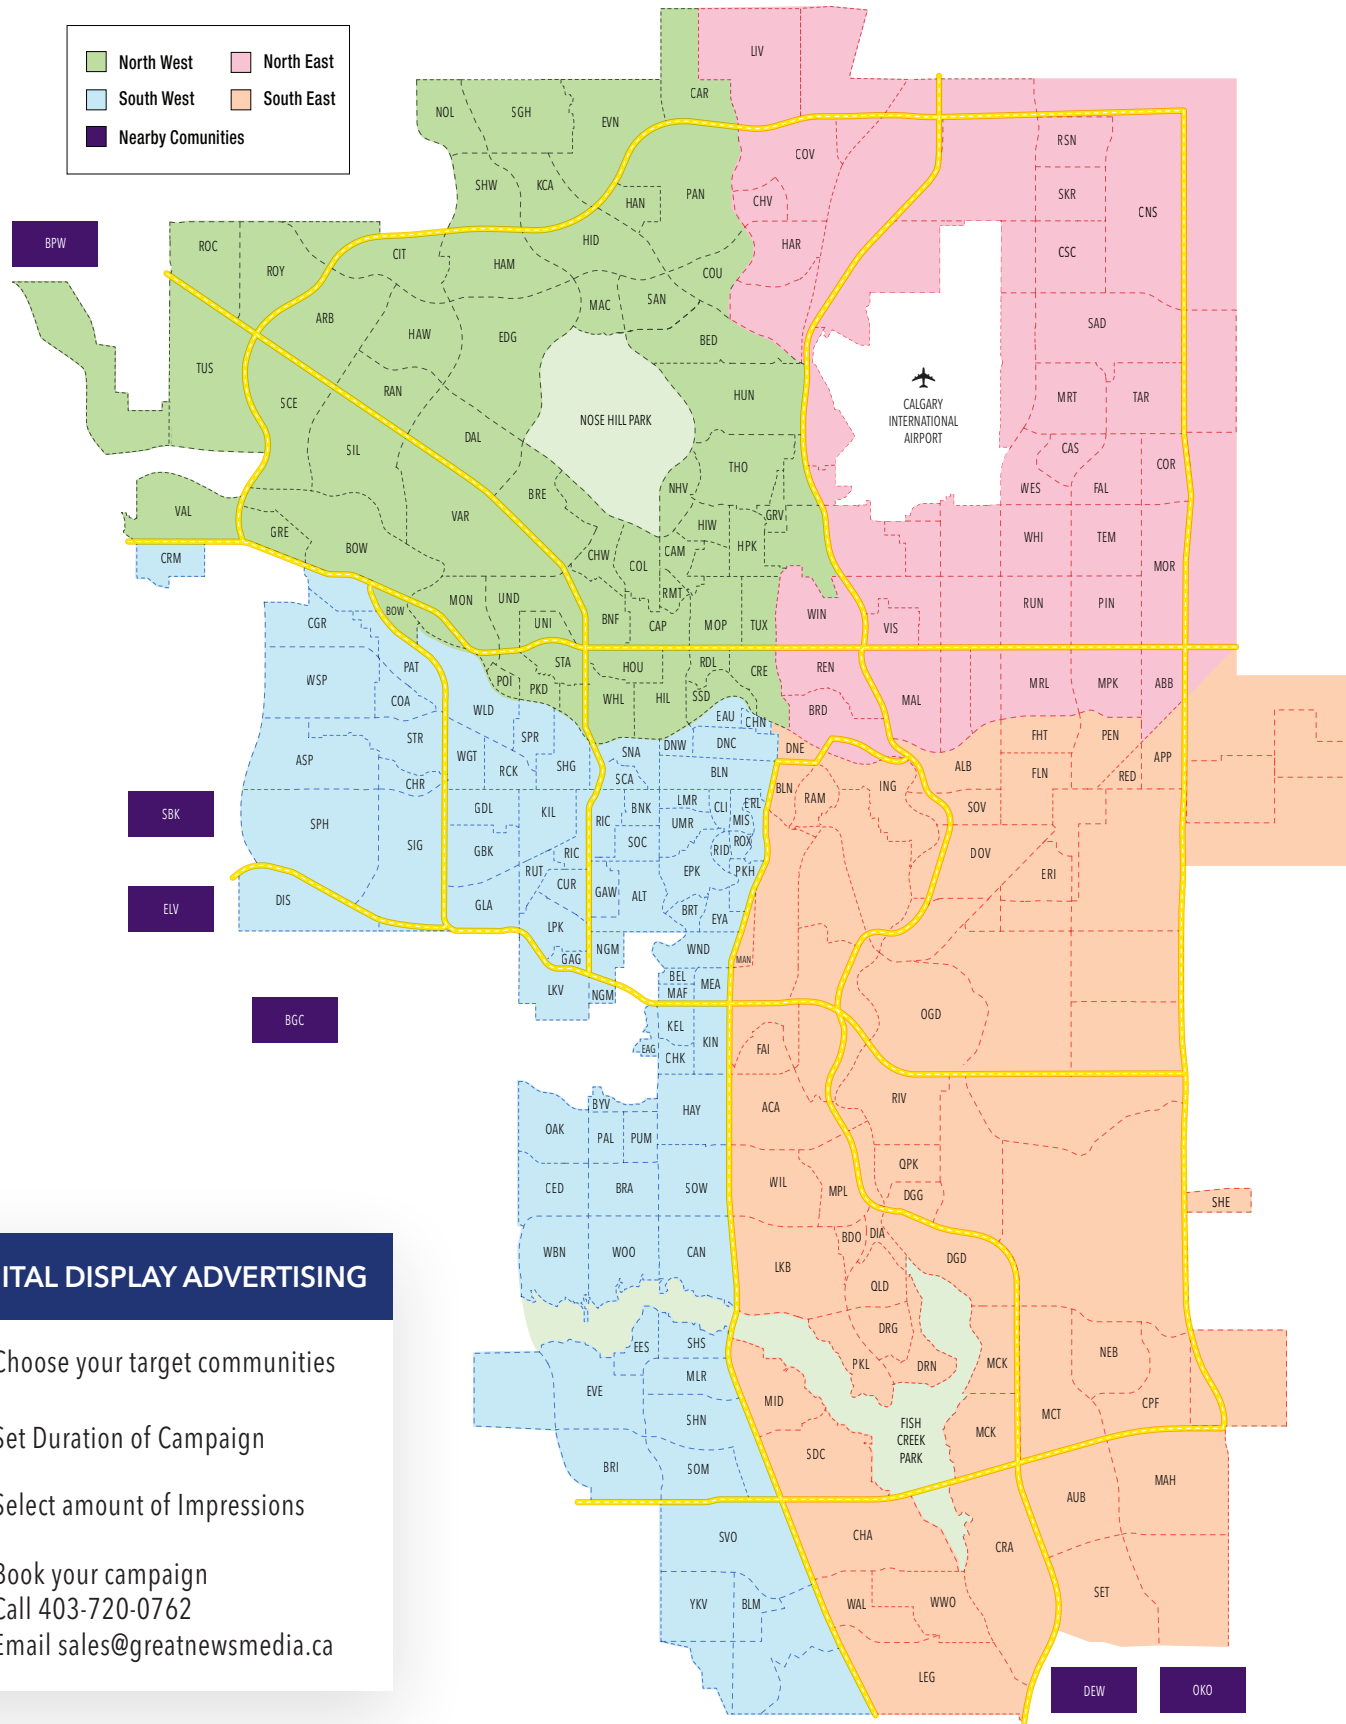 North West
North East
South West
South East
Nearby Comunities
LIV
CAR
NOL
SGH
EVN
RSN
COV
SHW
KCA
HAN
PAN
CHV
SKR
CNS
BPW
ROC
ROY
CIT
HID
HAR
HAM
COU
CSC
MAC
SAN
ARB
HAW
EDG
BED
SAD
TUS
RAN
HUN
CALGARY
INTERNATIONAL
AIRPORT
MRT
TAR
SCE
NOSE HILL PARK
SIL
DAL
CAS
THO
COR
BRE
NHV
WES
FAL
VAL
VAR
GRV
HIW
GRE
BOW
HPK
WHI
TEM
CRM
CHW
COL
CAM
MOR
RMT
MON
UND
BOW
RUN
PIN
CGR
UNI
BNF
CAP
MOP
TUX
WIN
VIS
PAT
STA
HOU
RDL
CRE
REN
WSP
POI
PKD
COA
WHL
HIL
SSD
MAL
MRL
MPK
ABB
WLD
BRD
EAU
CHN
STR
SPR
DNW
DNC
DNE
FHT
PEN
ASP
WGT
RCK
SHG
SNA
SCA
BLN
ALB
FLN
RED
APP
CHR
BLN
RAM
ING
SBK
SPH
GDL
KIL
RIC
BNK
LMR
CLI
ERL
SOV
UMR
MIS
SIG
GBK
RIC
SOC
RID
ROX
DOV
RUT
CUR
GAW
ALT
EPK
PKH
ERI
ELV
DIS
GLA
BRT
EYA
LPK
GAG
NGM
WND
MAN
BEL
LKV
NGM
MAF
MEA
BGC
KEL
OGD
EAG
CHK
KIN
FAI
BYV
HAY
ACA
RIV
OAK
PAL
PUM
QPK
CED
BRA
SOW
WIL
MPL
DGG
SHE
BDO
DIA
WBN
WOO
CAN
LKB
DGD
QLD
DRG
EES
SHS
PKL
DRN
MCK
NEB
MLR
EVE
MID
SHN
FISH
CREEK
PARK
MCK
MCT
CPF
BRI
SOM
SDC
MAH
AUB
SVO
CHA
CRA
YKV
BLM
WAL
WWO
SET
LEG
DEW
OKO
ITAL DISPLAY ADVERTISING
Choose your target communities
Set Duration of Campaign
Select amount of Impressions
Book your campaign
Call 403-720-0762
Email sales@greatnewsmedia.ca